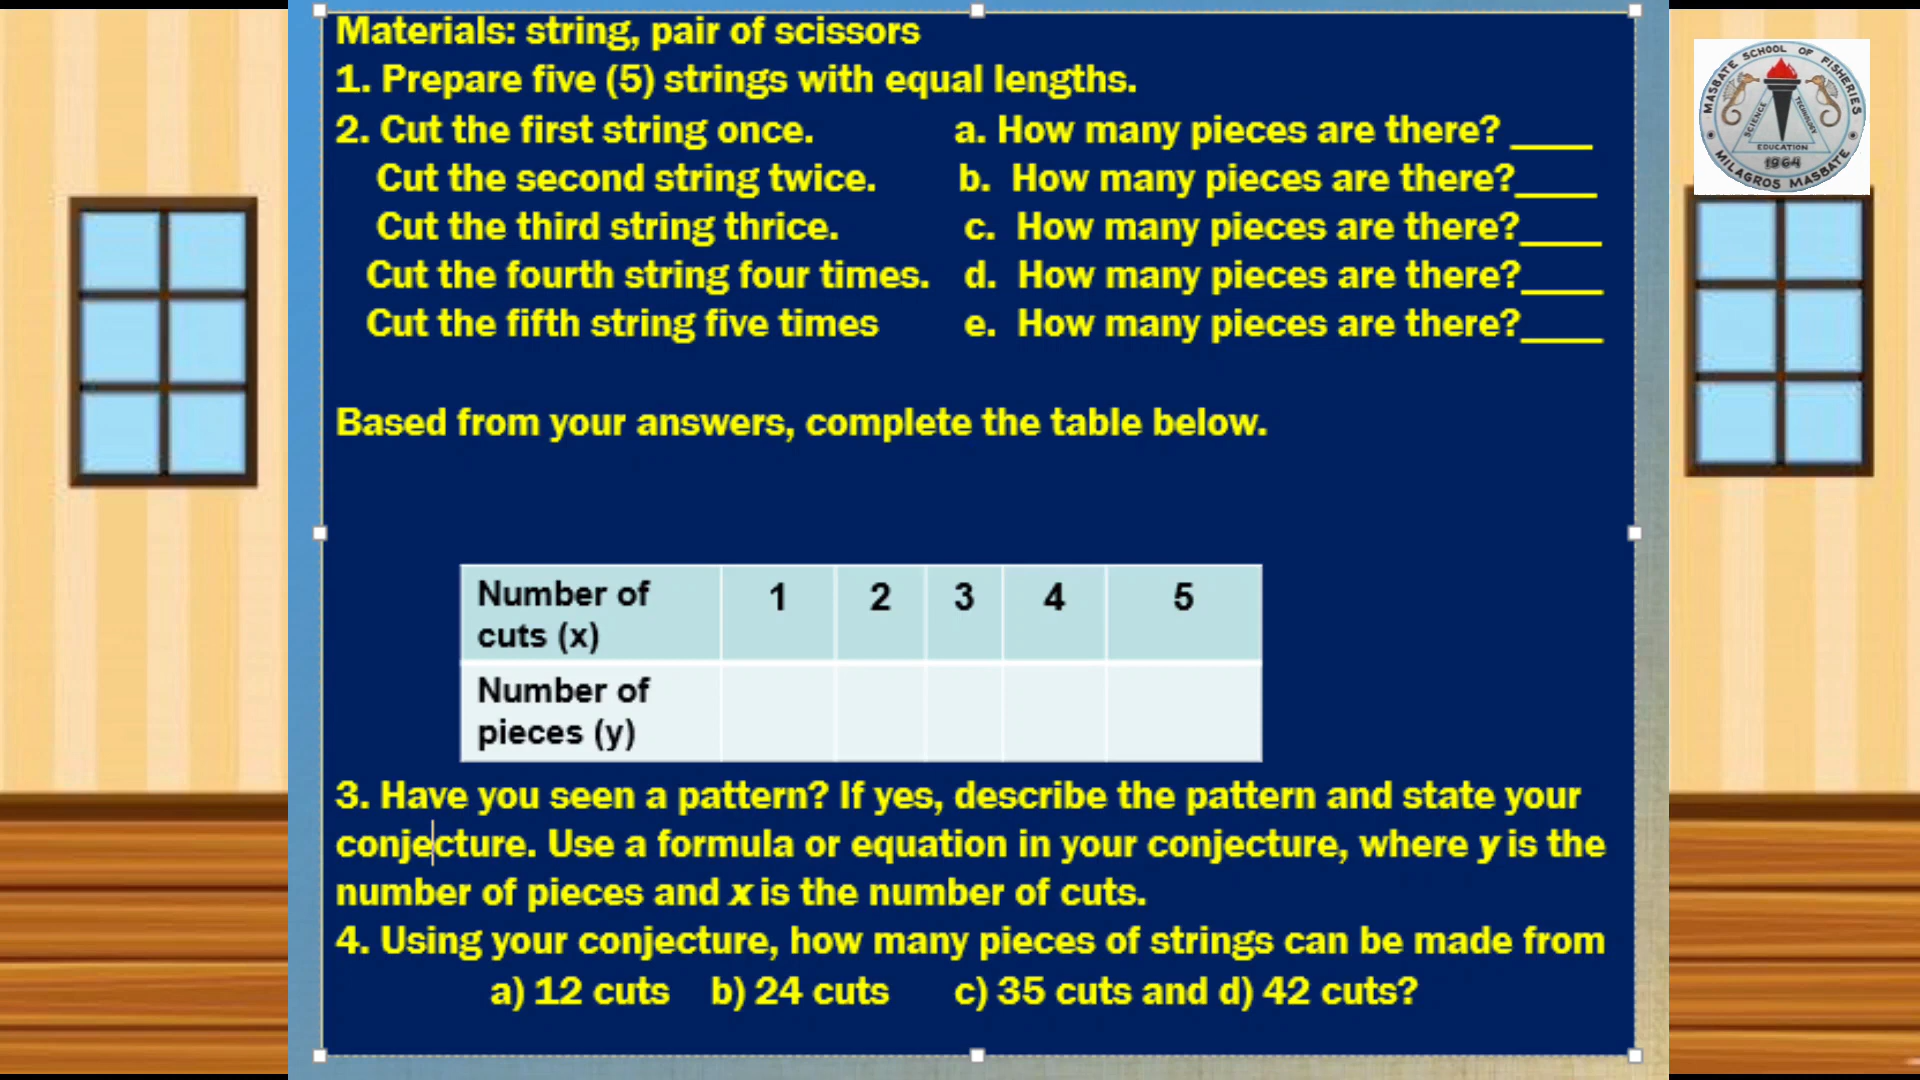 Materials: string, pair of scissors
1. Prepare five (5) strings with equal lengths.
2. Cut the first string once. a. How many pieces are there? ____
Cut the second string twice. b. How many pieces are there?____
Cut the third string thrice. c. How many pieces are there?____
Cut the fourth string four times. d. How many pieces are there?____
Cut the fifth string five times e. How many pieces are there?____
Based from your answers, complete the table below.
Number of cuts (x) 1 2 3 4 5
Number of pieces (y)
3. Have you seen a pattern? If yes, describe the pattern and state your
conjecture. Use a formula or equation in your conjecture, where y is the
number of pieces and x is the number of cuts.
4. Using your conjecture, how many pieces of strings can be made from
a) 12 cuts b) 24 cuts c) 35 cuts and d) 42 cuts?
MASBATE SCHOOL OF FISHERIES
SCIENCE
TECHNOLOGY
EDUCATION
1964
MILAGROS MASBATE